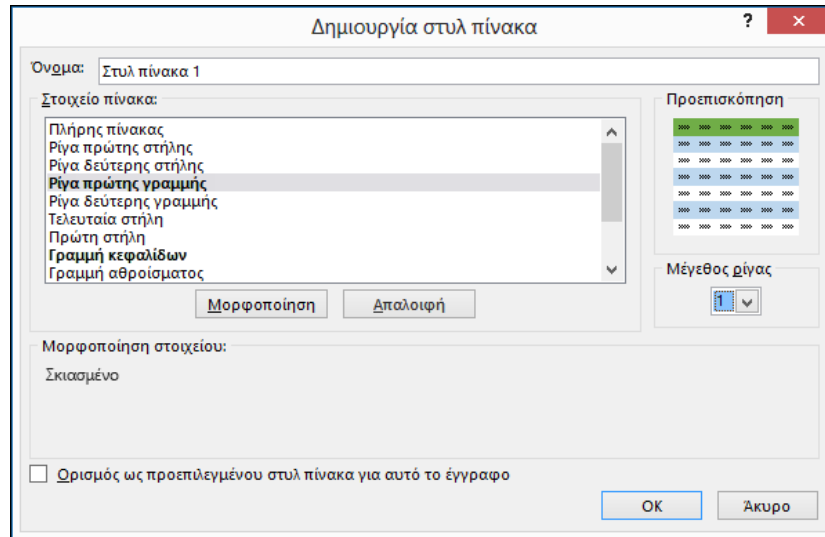 Δημιουργία στυλ πίνακα
?
Όνομα: Στυλ πίνακα 1
Στοιχείο πίνακα:
Πλήρης πίνακας
Ρίγα πρώτης στήλης
Ρίγα δεύτερης στήλης
Ρίγα πρώτης γραμμής
Ρίγα δεύτερης γραμμής
Τελευταία στήλη
Πρώτη στήλη
Γραμμή κεφαλίδων
Γραμμή αθροίσματος
Μορφοποίηση Απαλοιφή
Προεπισκόπηση
Μέγεθος ρίγας
1
Μορφοποίηση στοιχείου:
Σκιασμένο
Ορισμός ως προεπιλεγμένου στυλ πίνακα για αυτό το έγγραφο
OK Άκυρο